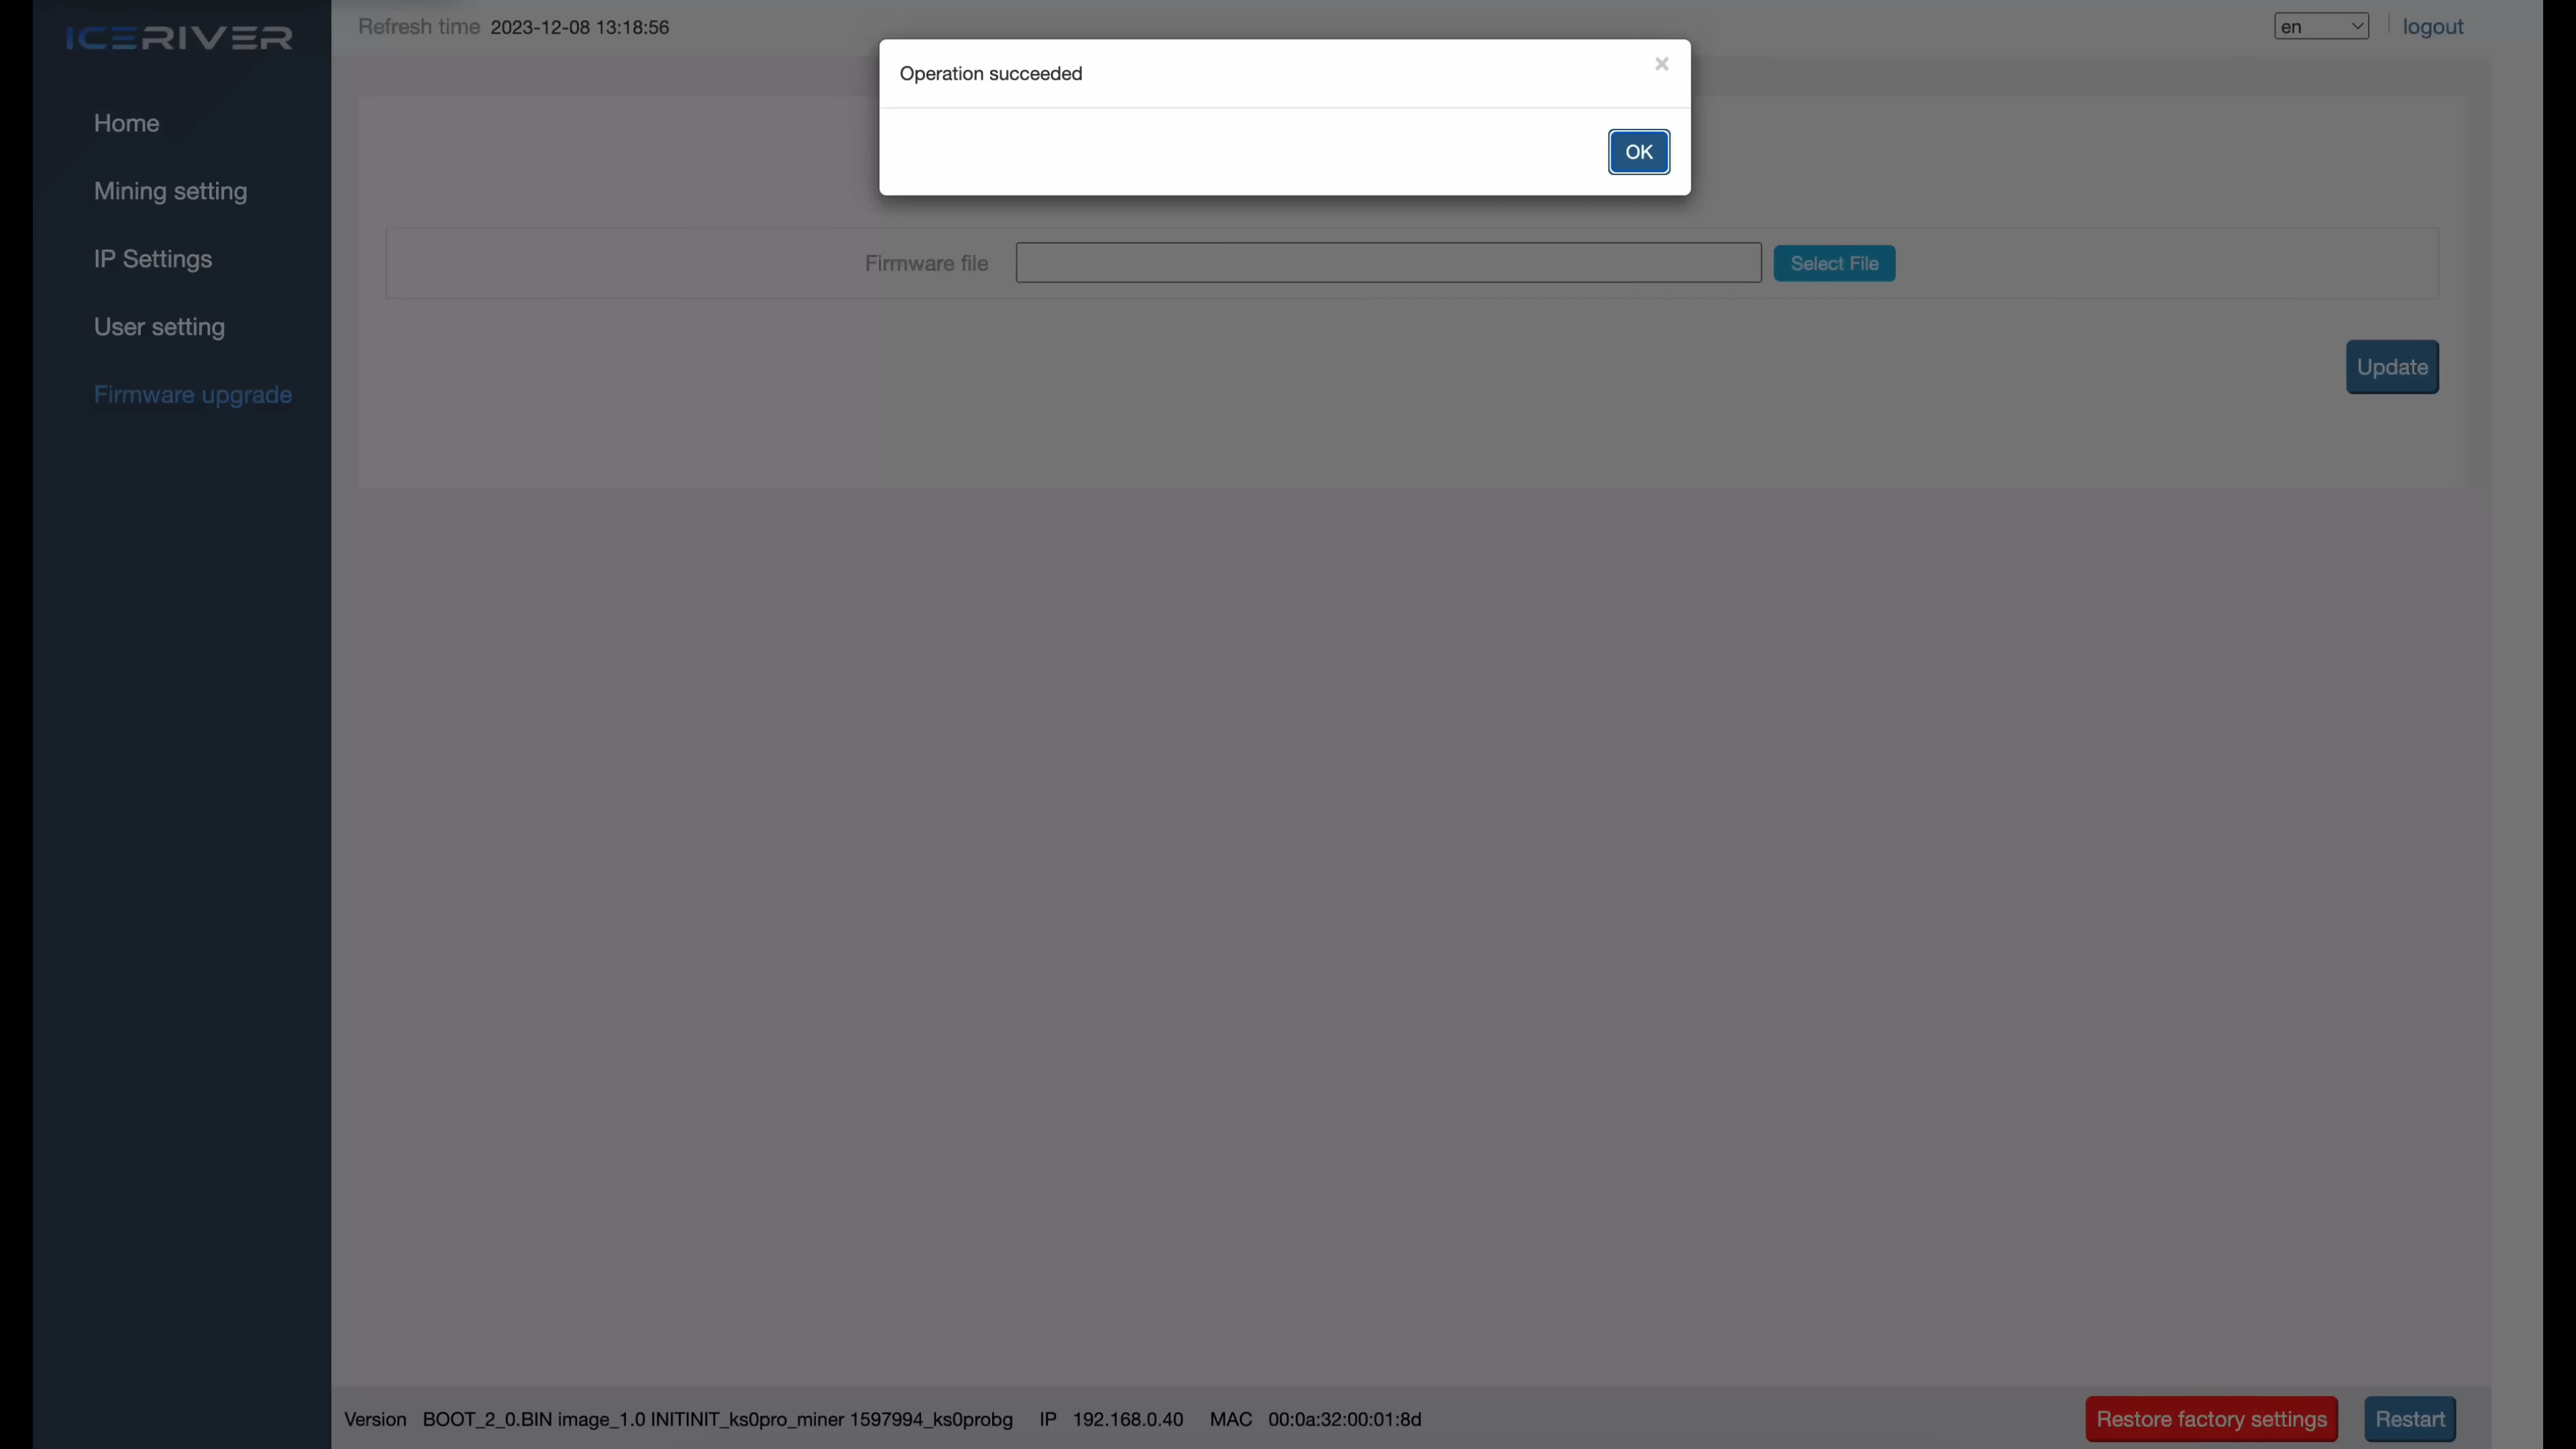 ICERIVER
Refresh time 2023-12-08 13:18:56
en
logout
Operation succeeded
×
OK
Home
Mining setting
IP Settings
User setting
Firmware upgrade
Firmware file
Select File
Update
Version BOOT_2_0.BIN image_1.0 INITINIT_ks0pro_miner 1597994_ks0probg IP 192.168.0.40 MAC 00:0a:32:00:01:8d
Restore factory settings
Restart